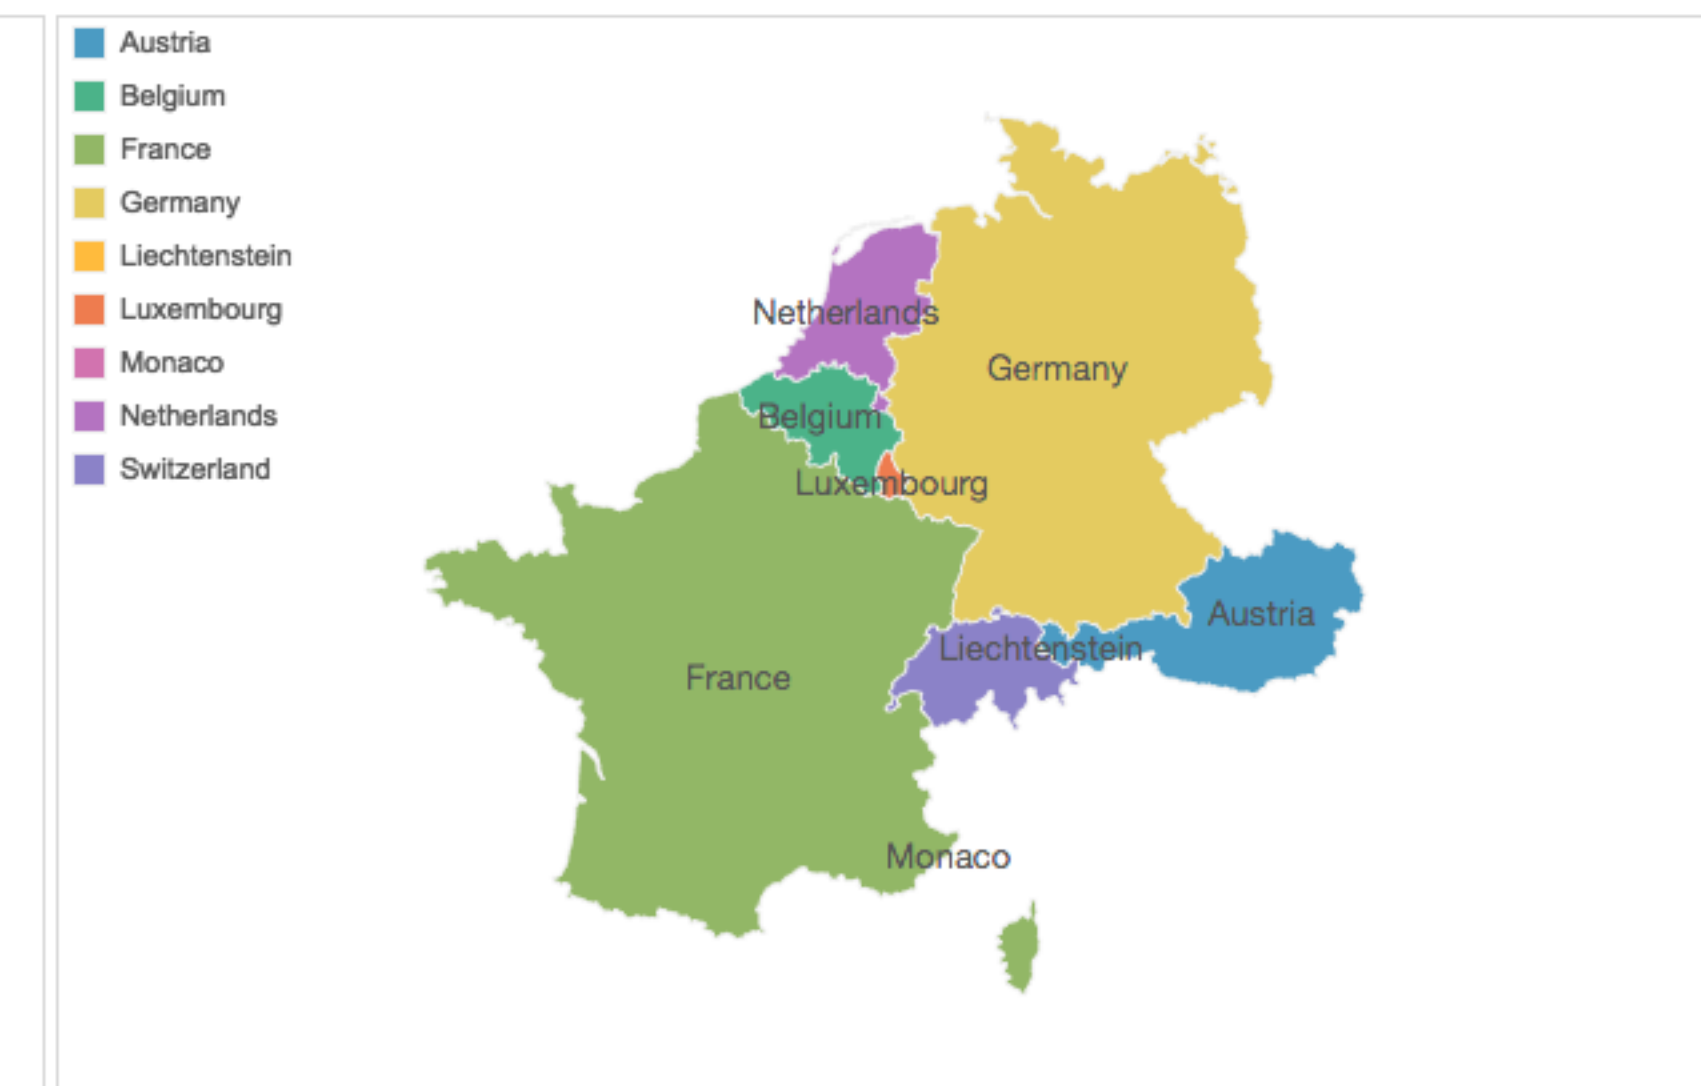 Austria
Belgium
France
Germany
Liechtenstein
Luxembourg
Monaco
Netherlands
Switzerland
Netherlands
Germany
Belgium
Luxembourg
Austria
Liechtenstein
France
Monaco